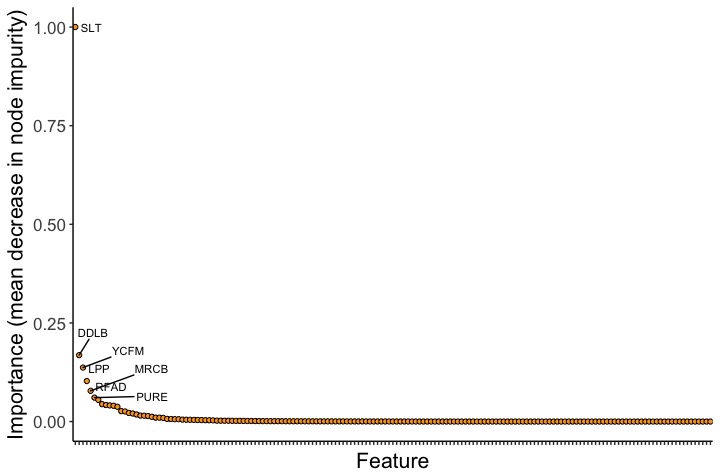 Importance (mean decrease in node impurity)
1.00
0.75
0.50
0.25
0.00
SLT
DDLB
YCFM
LPP
MRCB
RFAD
PURE
Feature